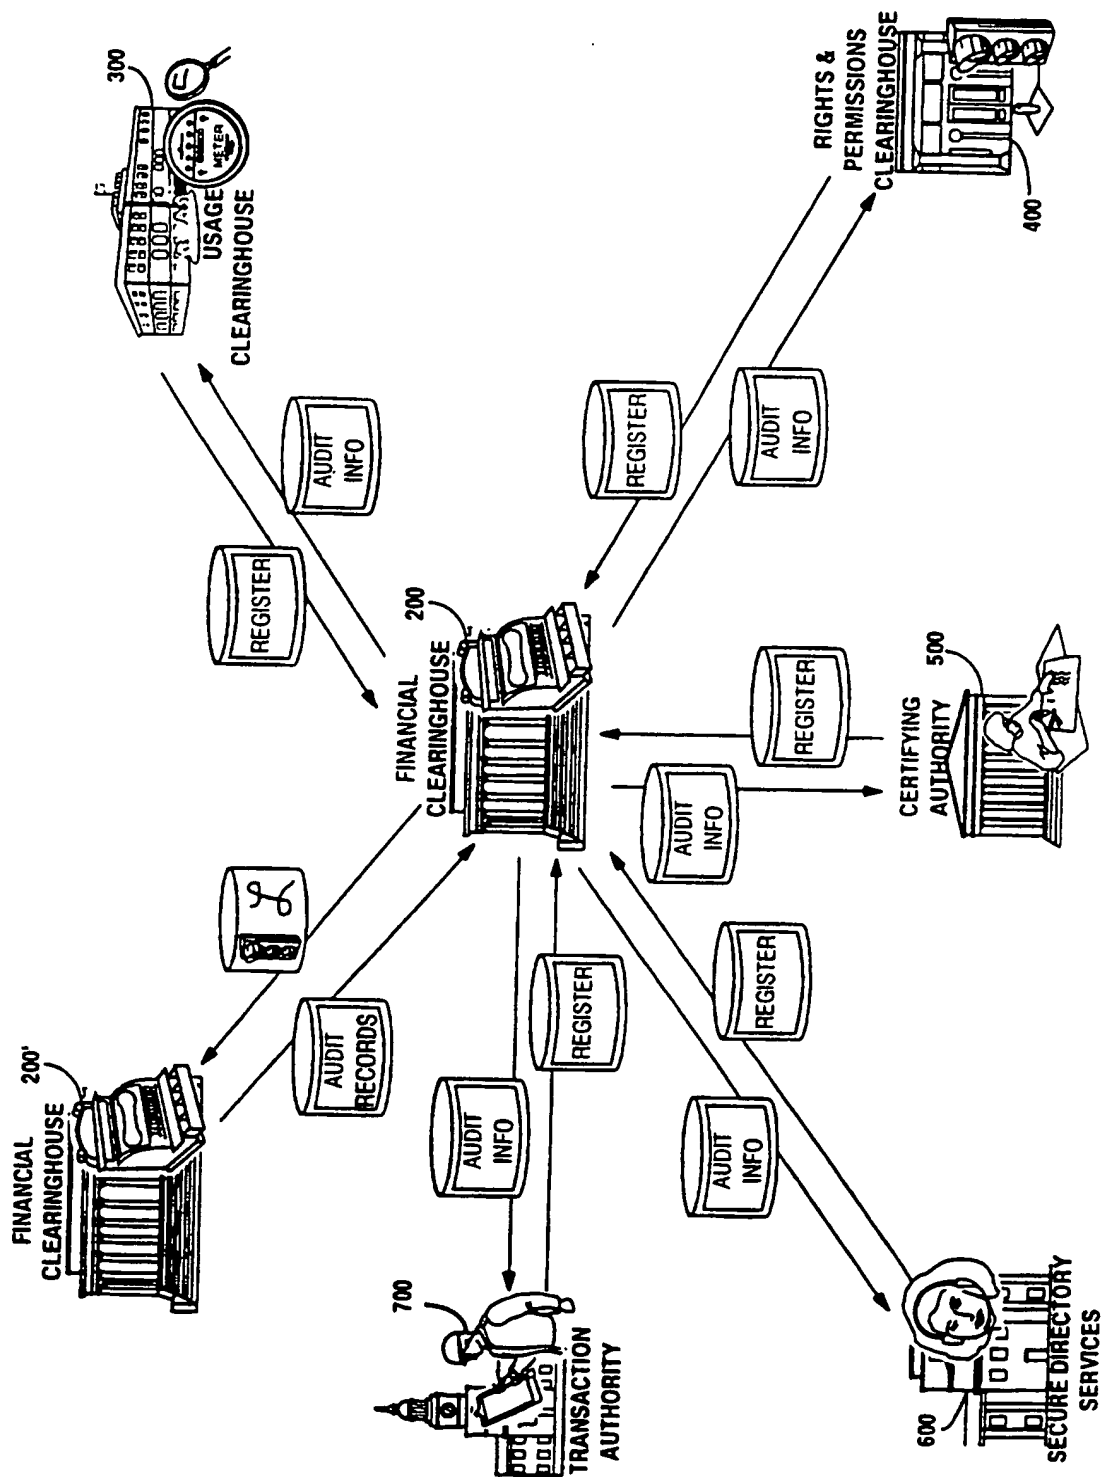 FINANCIAL
CLEARINGHOUSE
200'
AUDIT
RECORDS
FINANCIAL
CLEARINGHOUSE
200
USAGE
CLEARINGHOUSE
300
METER
REGISTER
AUDIT
INFO
RIGHTS &
PERMISSIONS
CLEARINGHOUSE
400
REGISTER
AUDIT
INFO
CERTIFYING
AUTHORITY
500
REGISTER
AUDIT
INFO
SECURE DIRECTORY
SERVICES
600
REGISTER
AUDIT
INFO
TRANSACTION
AUTHORITY
700
AUDIT
INFO
REGISTER